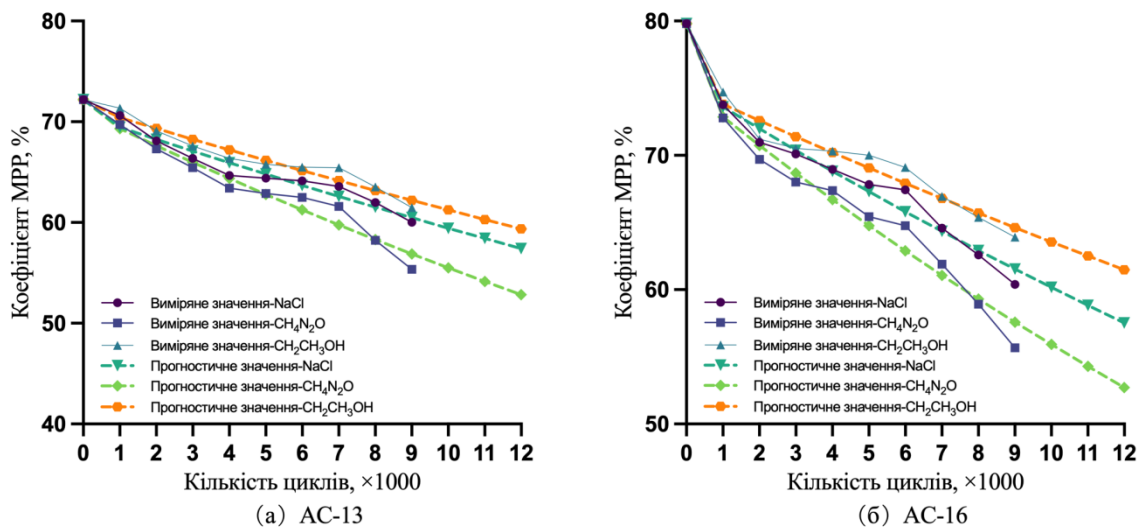 80
70
60
50
40
Коефіцієнт МРР, %
Виміряне значення-NaCl
Виміряне значення-CH₄N₂O
Виміряне значення-CH₂CH₃OH
Прогностичне значення-NaCl
Прогностичне значення-CH₄N₂O
Прогностичне значення-CH₂CH₃OH
0 1 2 3 4 5 6 7 8 9 10 11 12
Кількість циклів, ×1000
(а) АС-13
80
70
60
50
Коефіцієнт МРР, %
Виміряне значення-NaCl
Виміряне значення-CH₄N₂O
Виміряне значення-CH₂CH₃OH
Прогностичне значення-NaCl
Прогностичне значення-CH₄N₂O
Прогностичне значення-CH₂CH₃OH
0 1 2 3 4 5 6 7 8 9 10 11 12
Кількість циклів, ×1000
(б) АС-16